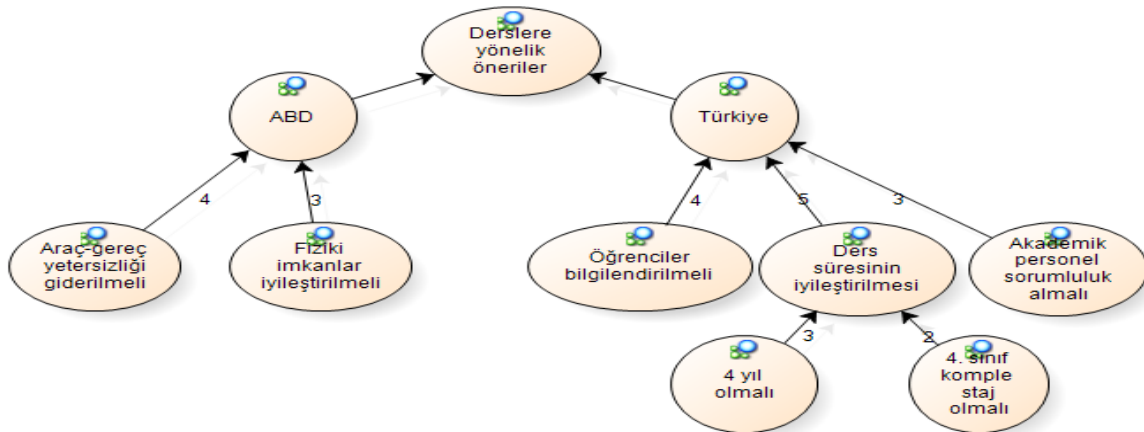 Derslere
yönelik
öneriler
ABD
Türkiye
4
3
4
5
3
Araç-gereç
yetersizliği
giderilmeli
Fiziki
imkanlar
iyileştirilmeli
Öğrenciler
bilgilendirilmeli
Ders
süresinin
iyileştirilmesi
Akademik
personel
sorumluluk
almalı
3
2
4 yıl
olmalı
4. sınıf
komple
staj
olmalı